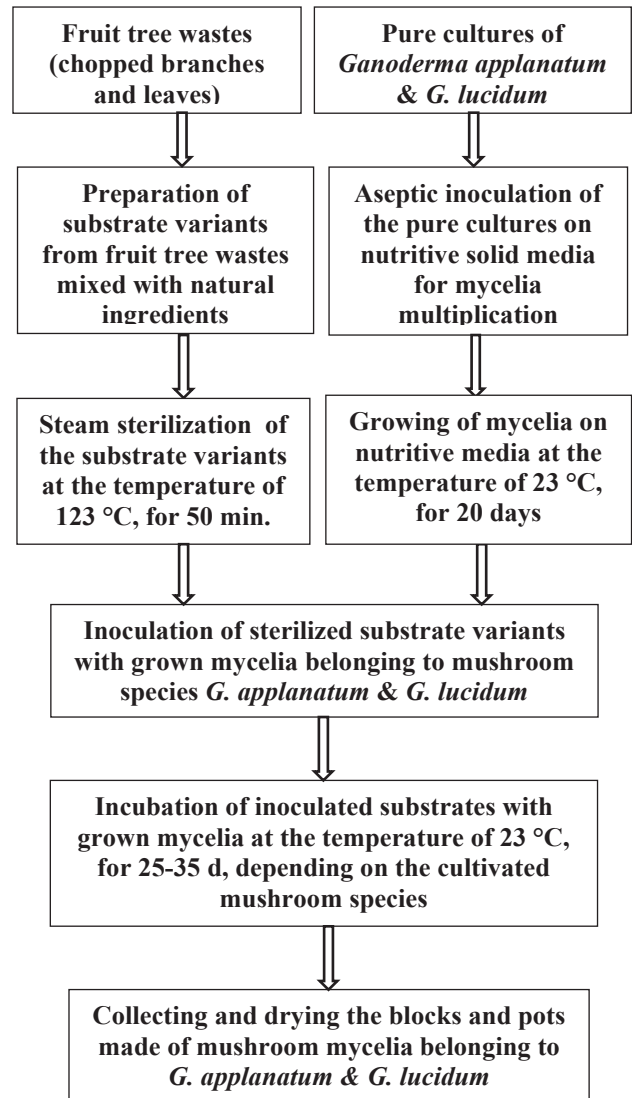 Fruit tree wastes
(chopped branches
and leaves)
Pure cultures of
Ganoderma applanatum
& G. lucidum
Preparation of
substrate variants
from fruit tree wastes
mixed with natural
ingredients
Aseptic inoculation of
the pure cultures on
nutritive solid media
for mycelia
multiplication
Steam sterilization of
the substrate variants
at the temperature of
123 °C, for 50 min.
Growing of mycelia on
nutritive media at the
temperature of 23 °C,
for 20 days
Inoculation of sterilized substrate variants
with grown mycelia belonging to mushroom
species G. applanatum & G. lucidum
Incubation of inoculated substrates with
grown mycelia at the temperature of 23 °C,
for 25-35 d, depending on the cultivated
mushroom species
Collecting and drying the blocks and pots
made of mushroom mycelia belonging to
G. applanatum & G. lucidum